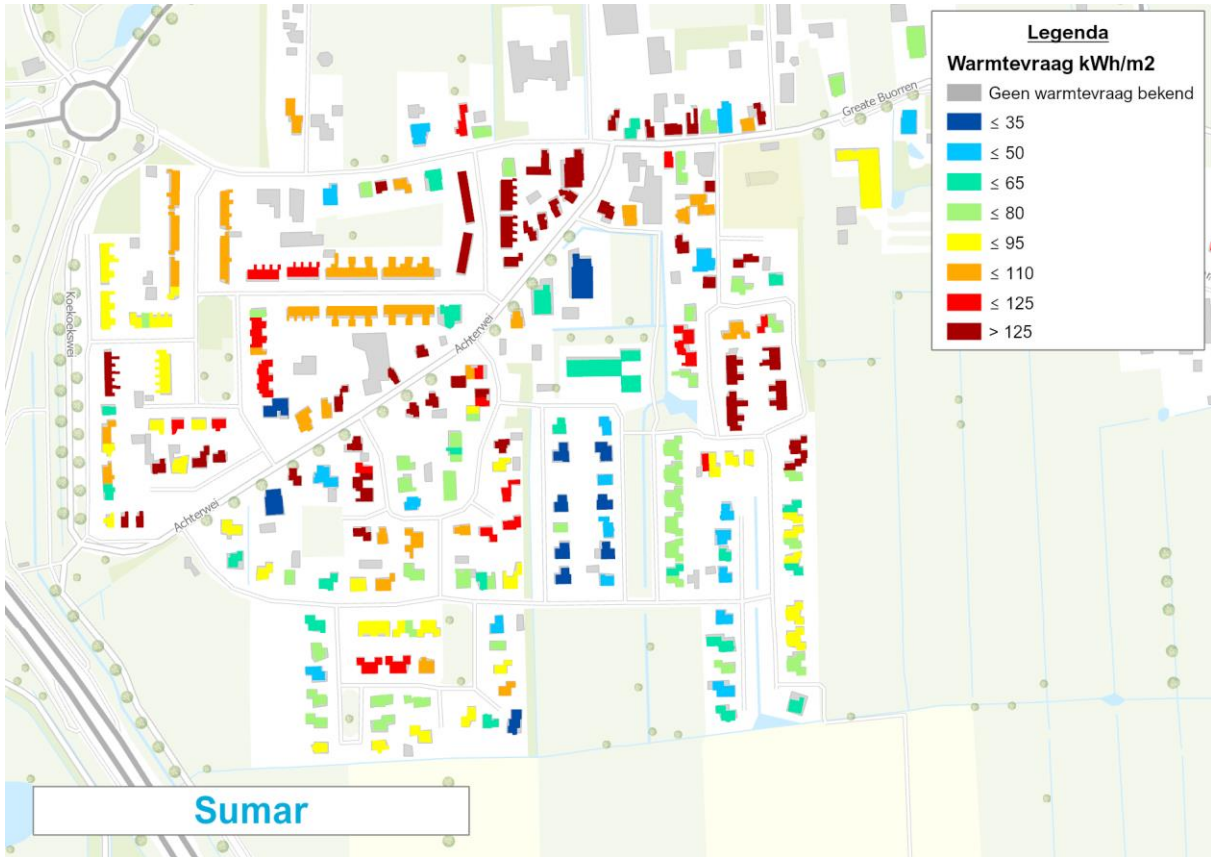 Legenda
Warmtevraag kWh/m2
Geen warmtevraag bekend
≤ 35
≤ 50
≤ 65
≤ 80
≤ 95
≤ 110
≤ 125
> 125
Greate Buorren
Koekoekswei
Achterwei
Achterwei
Sumar